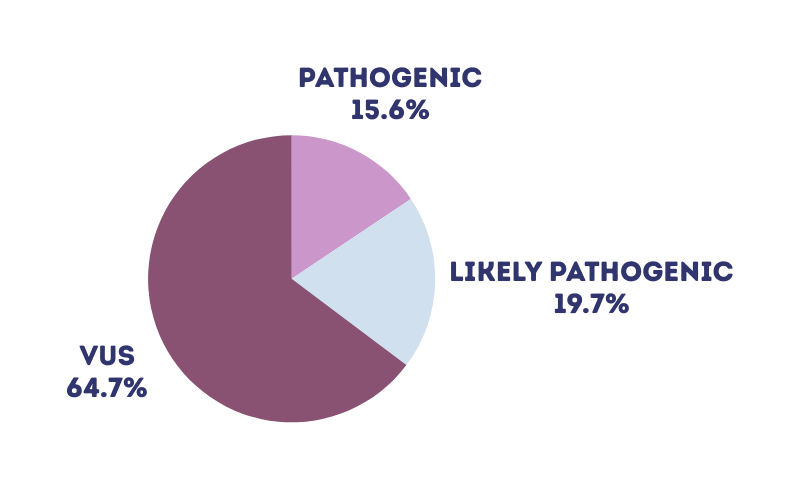 PATHOGENIC
15.6%
LIKELY PATHOGENIC
19.7%
VUS
64.7%